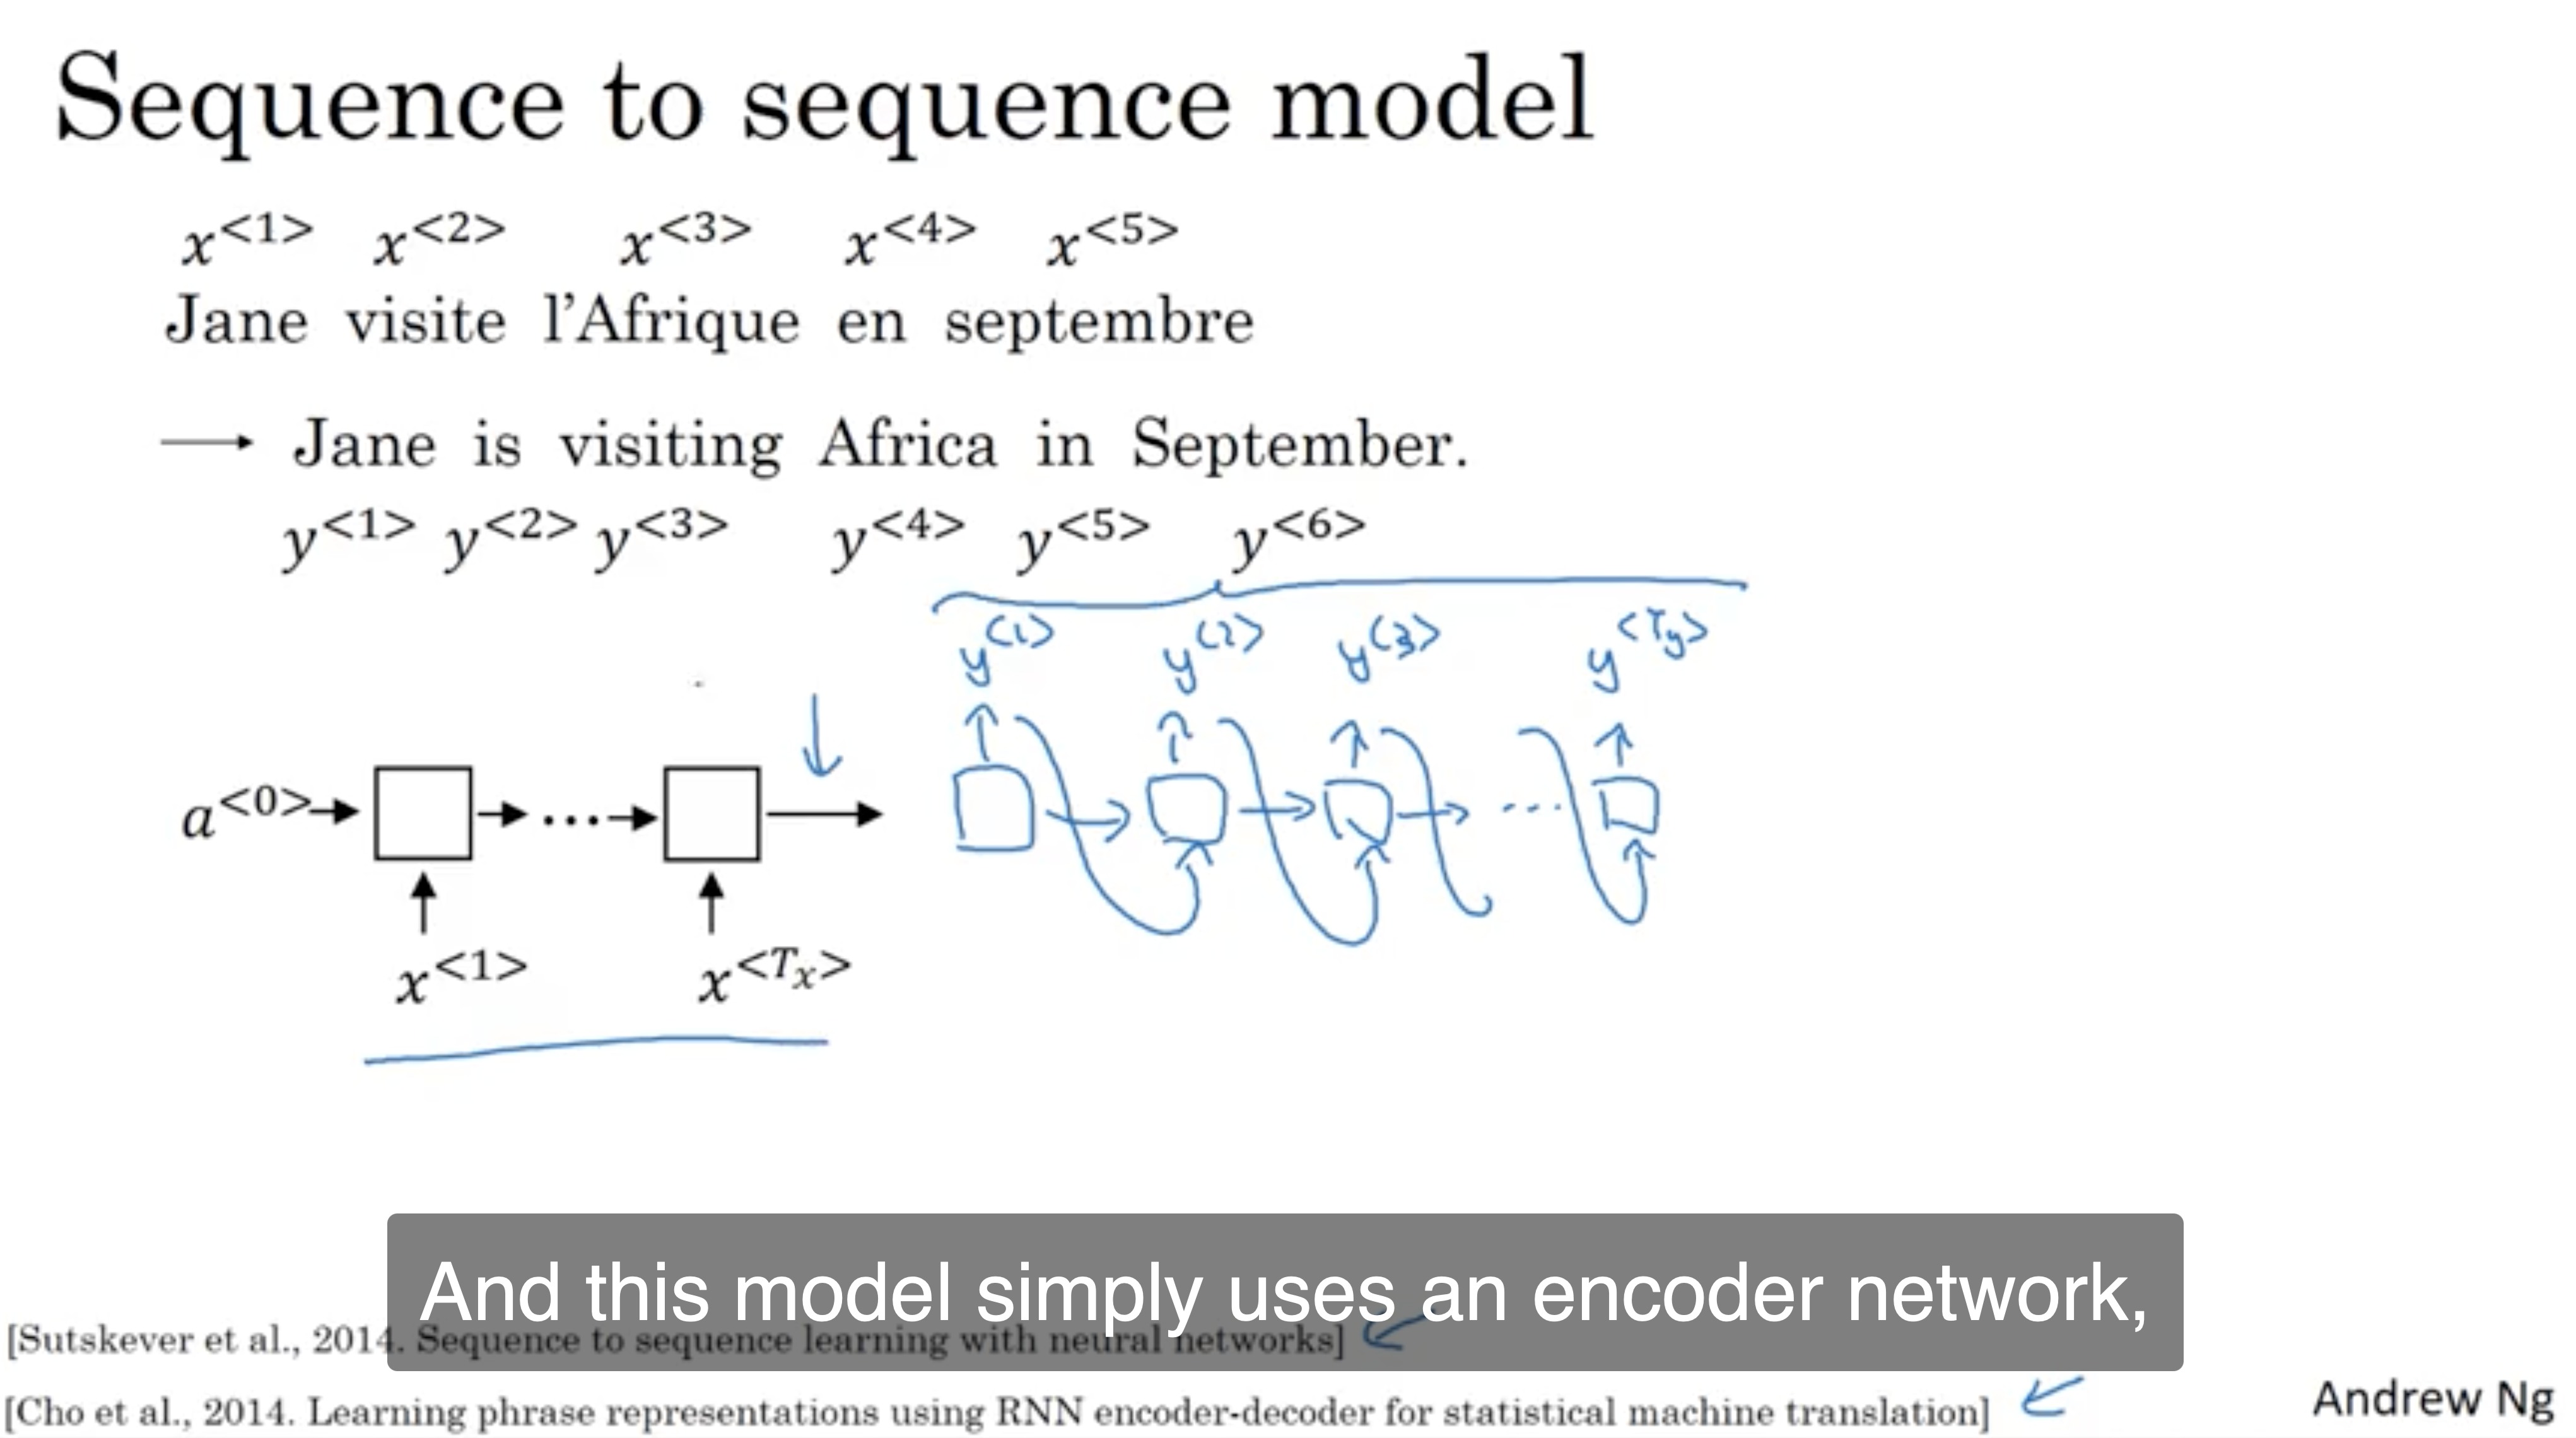 Sequence to sequence model
x<1> x<2> x<3> x<4> x<5>
Jane visite l'Afrique en septembre
→ Jane is visiting Africa in September.
y<1> y<2> y<3> y<4> y<5> y<6>
y<1> y<2> y<3> y<Ty>
a<0> → → ... → → ...
x<1> x<Tx>
And this model simply uses an encoder network,
[Sutskever et al., 2014. Sequence to sequence learning with neural networks]
[Cho et al., 2014. Learning phrase representations using RNN encoder-decoder for statistical machine translation]
Andrew Ng